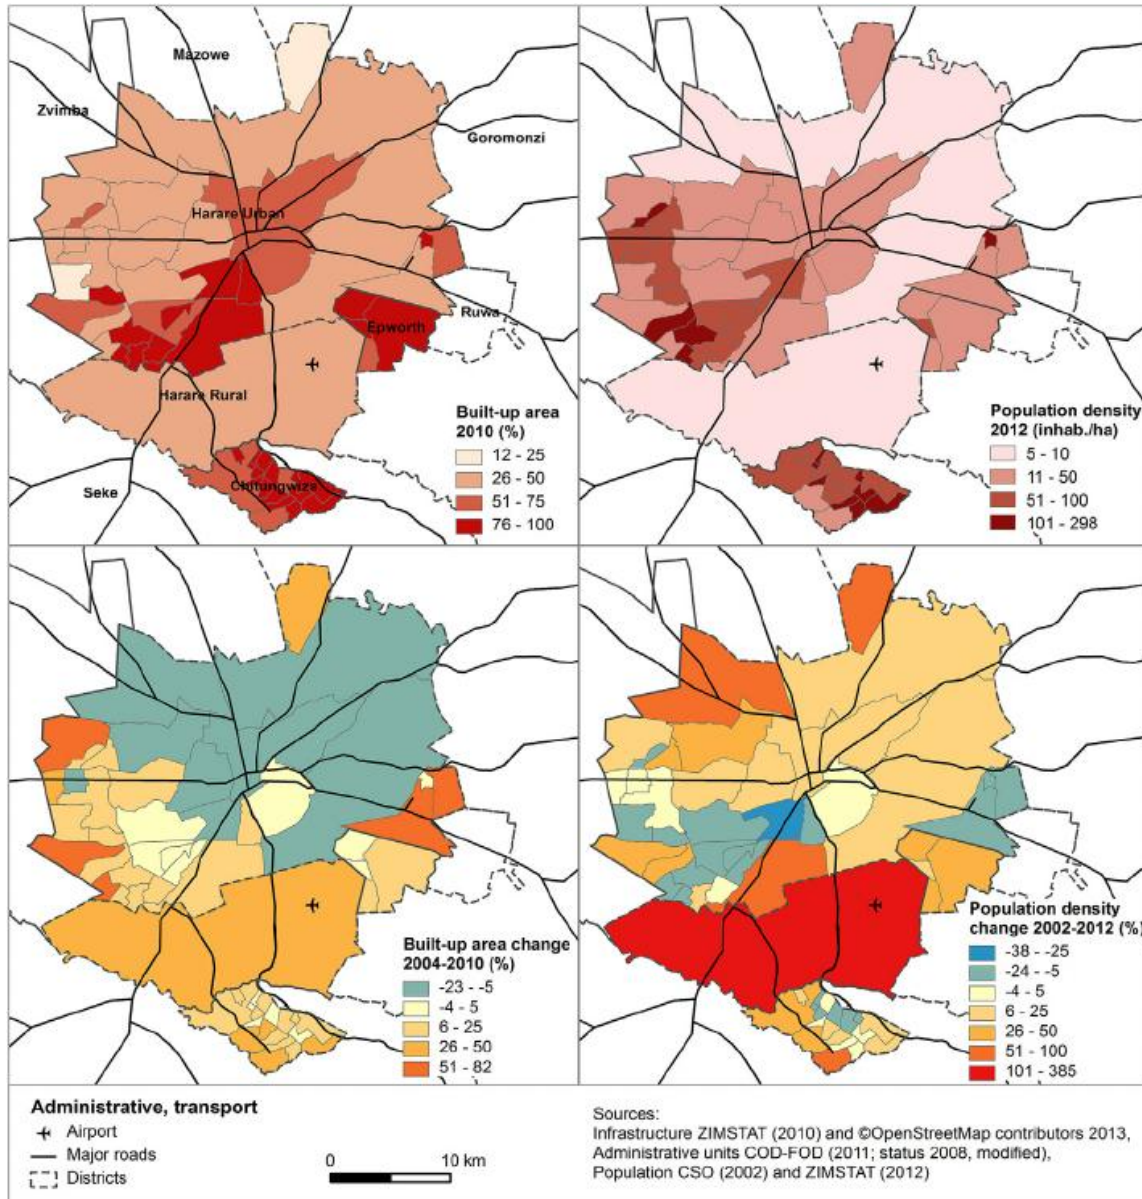 Mazowe
Zvimba
Goromonzi
Harare Urban
Ruwa
Epworth
Harare Rural
Seke
Chitungwiza
Built-up area
2010 (%)
12 - 25
26 - 50
51 - 75
76 - 100
Population density
2012 (inhab./ha)
5 - 10
11 - 50
51 - 100
101 - 298
Built-up area change
2004-2010 (%)
-23 - -5
-4 - 5
6 - 25
26 - 50
51 - 82
Population density
change 2002-2012 (%)
-38 - -25
-24 - -5
-4 - 5
6 - 25
26 - 50
51 - 100
101 - 385
Administrative, transport
Airport
Major roads
Districts
0 10 km
Sources:
Infrastructure ZIMSTAT (2010) and ©OpenStreetMap contributors 2013,
Administrative units COD-FOD (2011; status 2008, modified),
Population CSO (2002) and ZIMSTAT (2012)